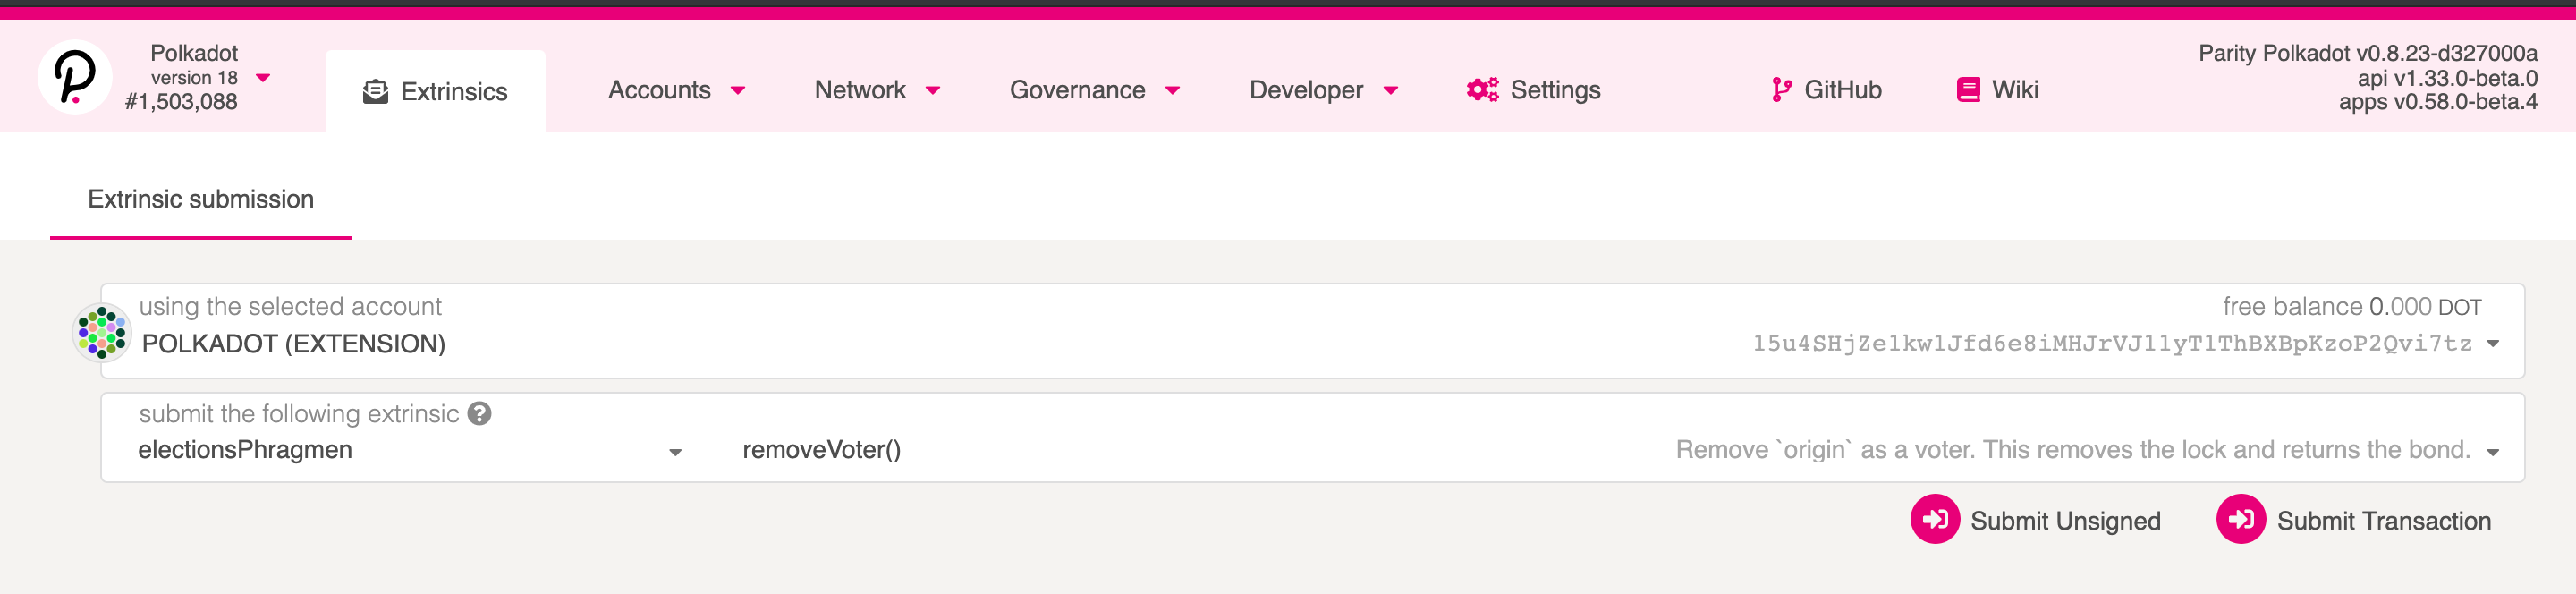 Polkadot
version 18
#1,503,088
Extrinsics
Accounts
Network
Governance
Developer
Settings
GitHub
Wiki
Parity Polkadot v0.8.23-d327000a
api v1.33.0-beta.0
apps v0.58.0-beta.4
Extrinsic submission
using the selected account
free balance 0.000 DOT
POLKADOT (EXTENSION)
15u4SHjZe1kw1Jfd6e8iMHJrVJ11yT1ThBXBpKzoP2Qvi7tz
submit the following extrinsic ?
electionsPhragmen
removeVoter()
Remove `origin` as a voter. This removes the lock and returns the bond.
Submit Unsigned
Submit Transaction